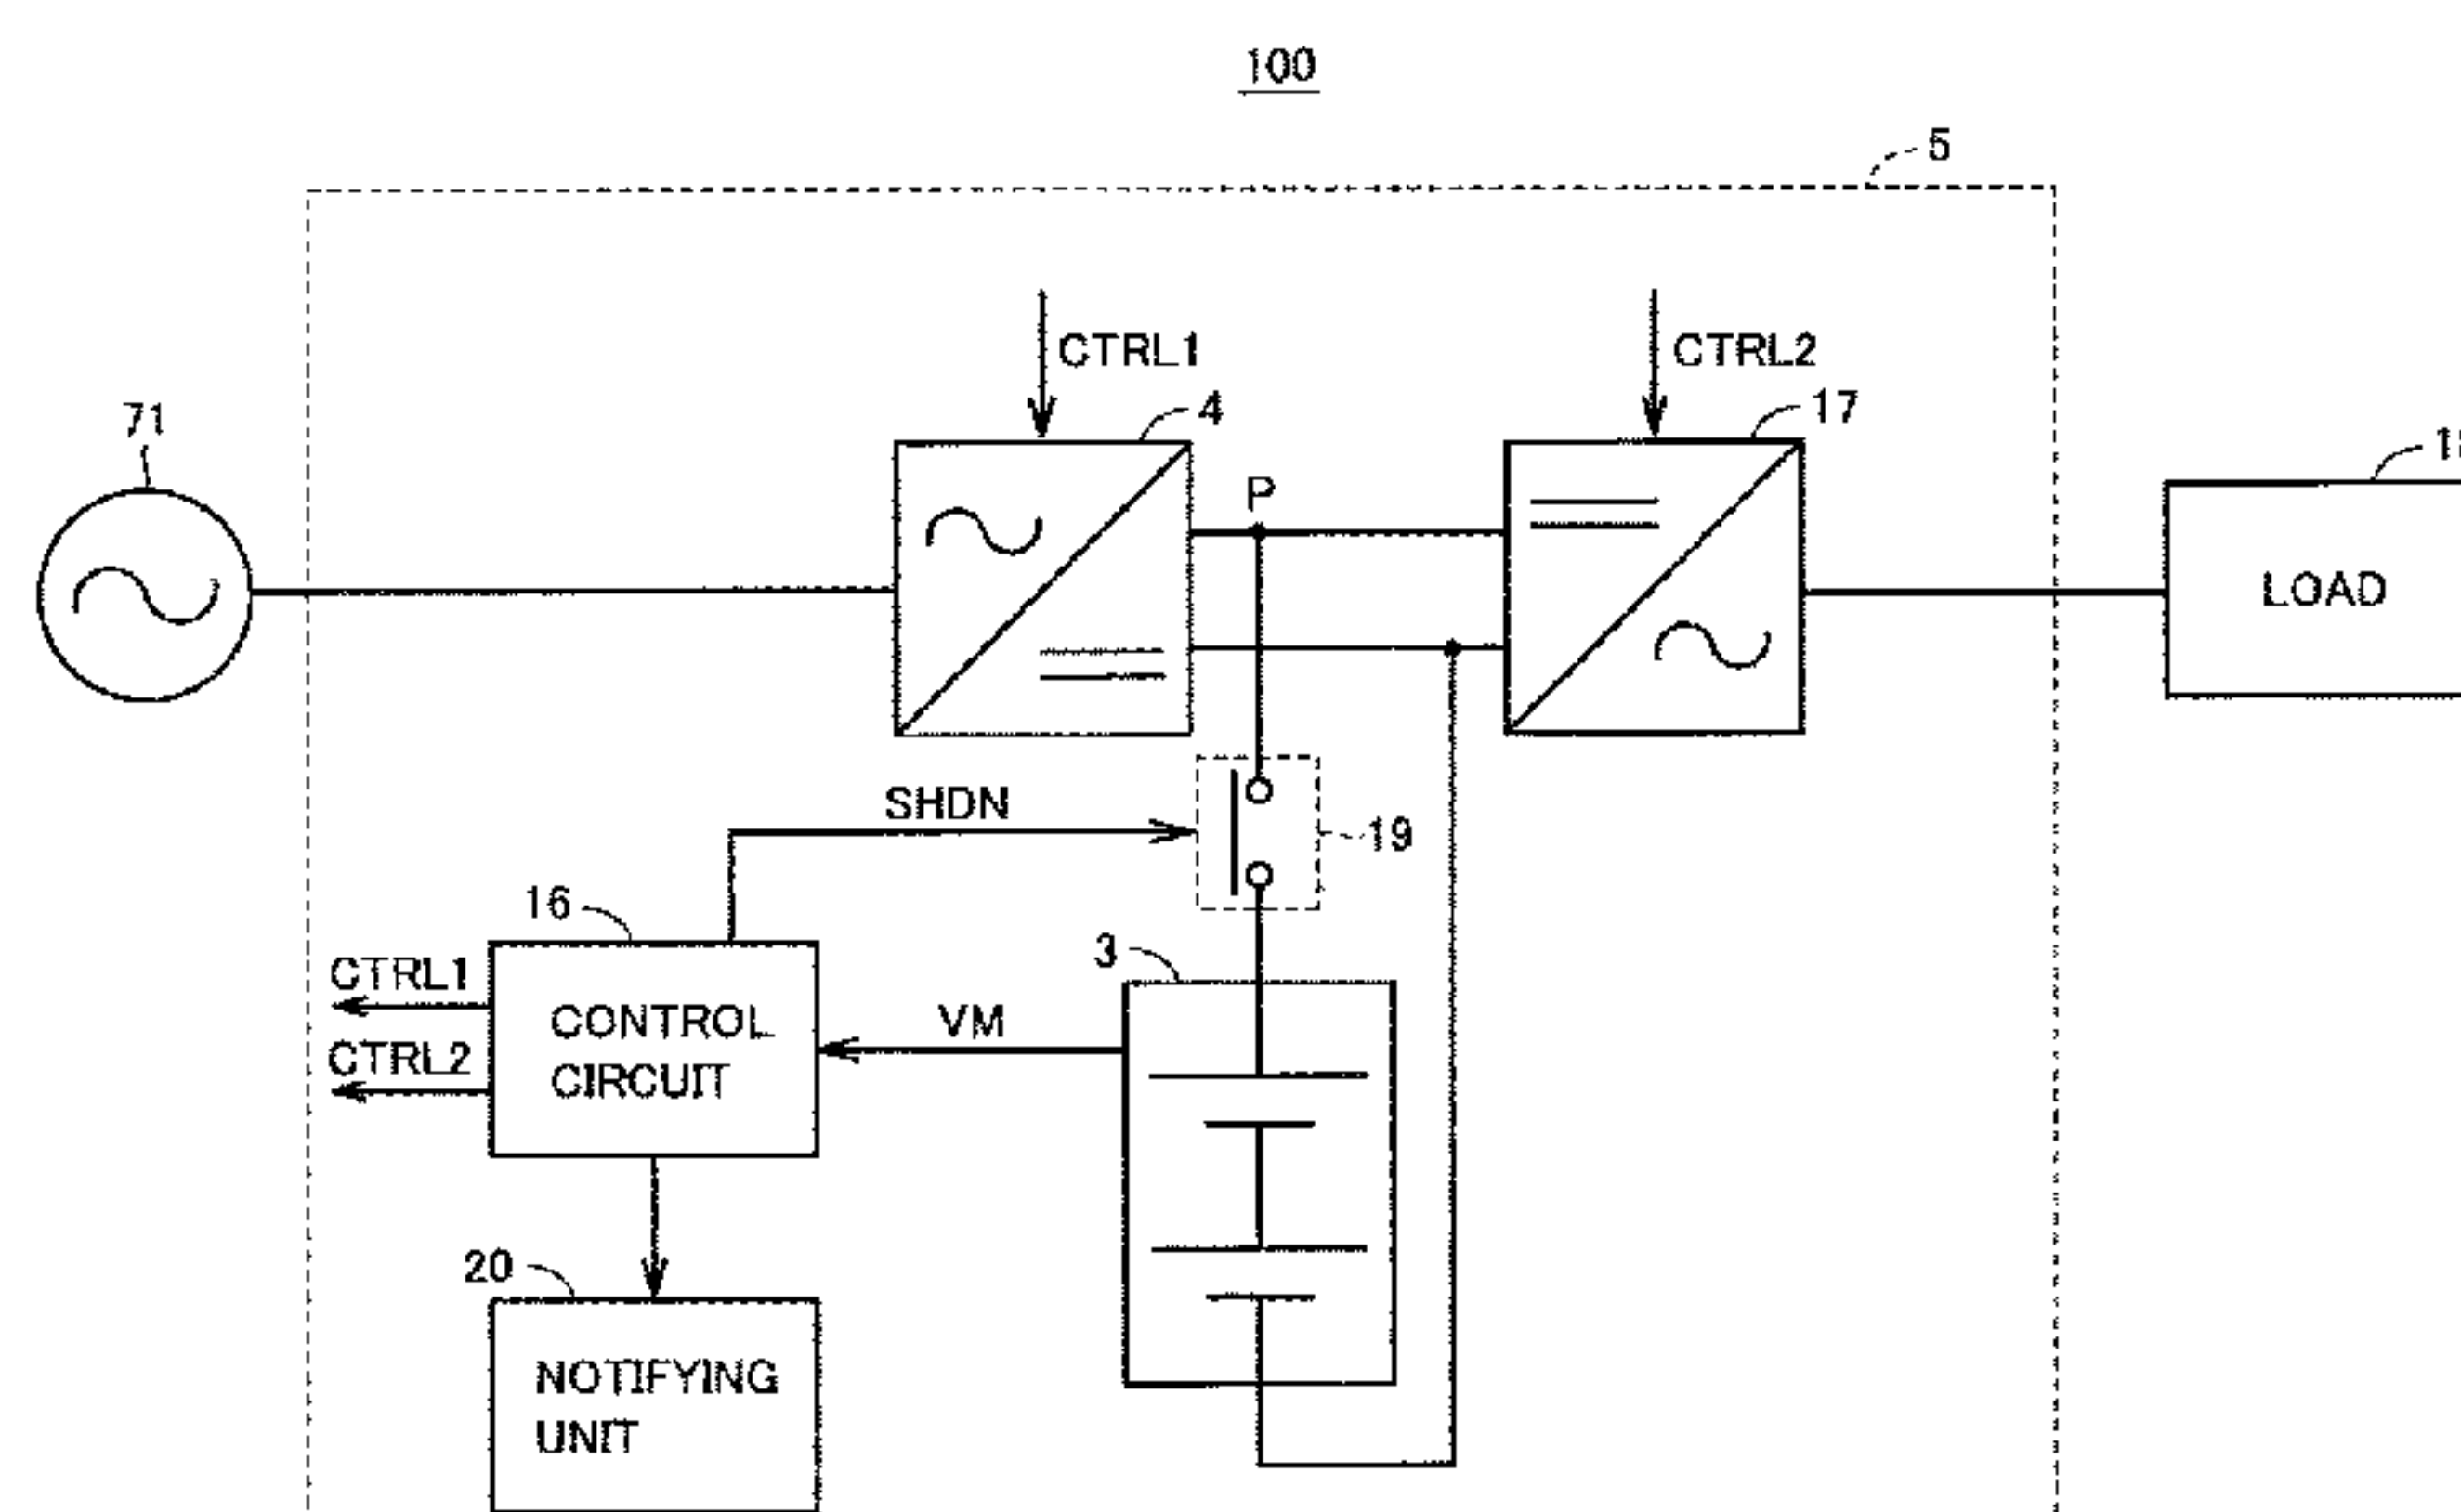 100
5
CTRL1
CTRL2
4
17
71
P
LOAD
SHDN
19
16
3
CTRL1
CONTROL
CIRCUIT
VM
CTRL2
20
NOTIFYING
UNIT